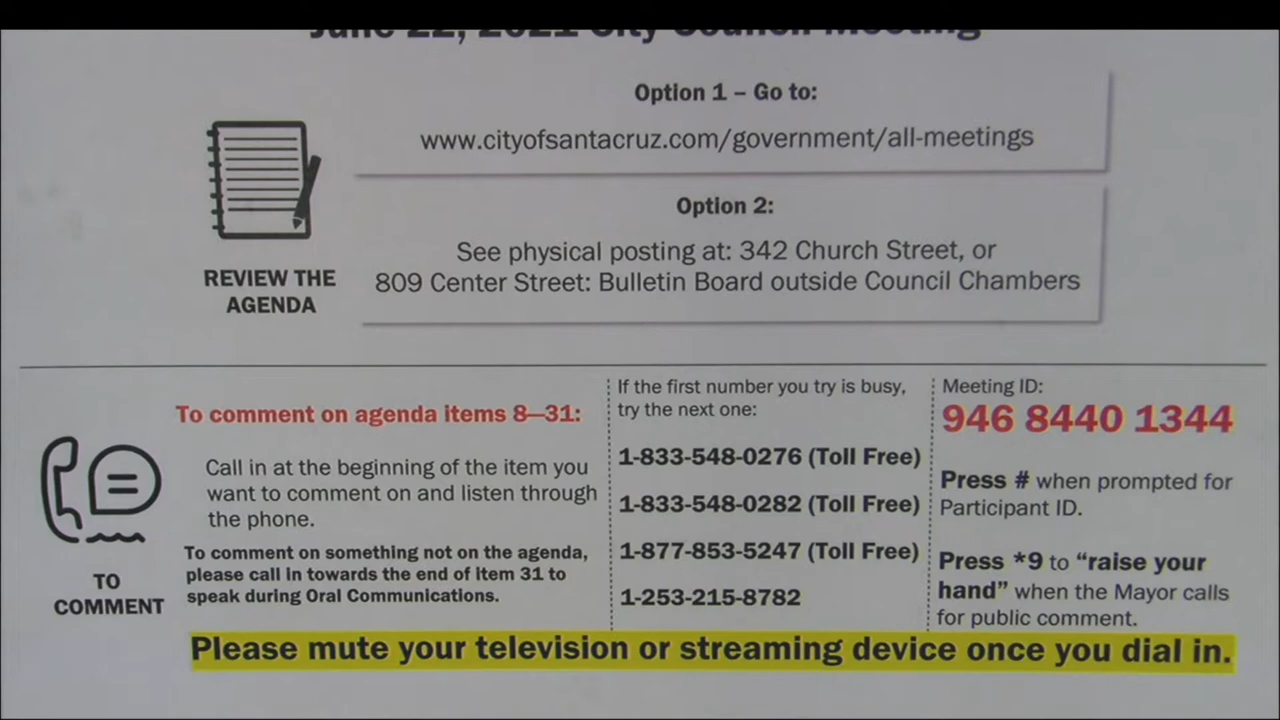 June 22, 2021 City Council Meeting
Option 1 – Go to:
www.cityofsantacruz.com/government/all-meetings
Option 2:
See physical posting at: 342 Church Street, or
809 Center Street: Bulletin Board outside Council Chambers
REVIEW THE
AGENDA
To comment on agenda items 8—31:
Call in at the beginning of the item you
want to comment on and listen through
the phone.
To comment on something not on the agenda,
please call in towards the end of Item 31 to
speak during Oral Communications.
TO
COMMENT
If the first number you try is busy,
try the next one:
1-833-548-0276 (Toll Free)
1-833-548-0282 (Toll Free)
1-877-853-5247 (Toll Free)
1-253-215-8782
Meeting ID:
946 8440 1344
Press # when prompted for
Participant ID.
Press *9 to “raise your
hand” when the Mayor calls
for public comment.
Please mute your television or streaming device once you dial in.